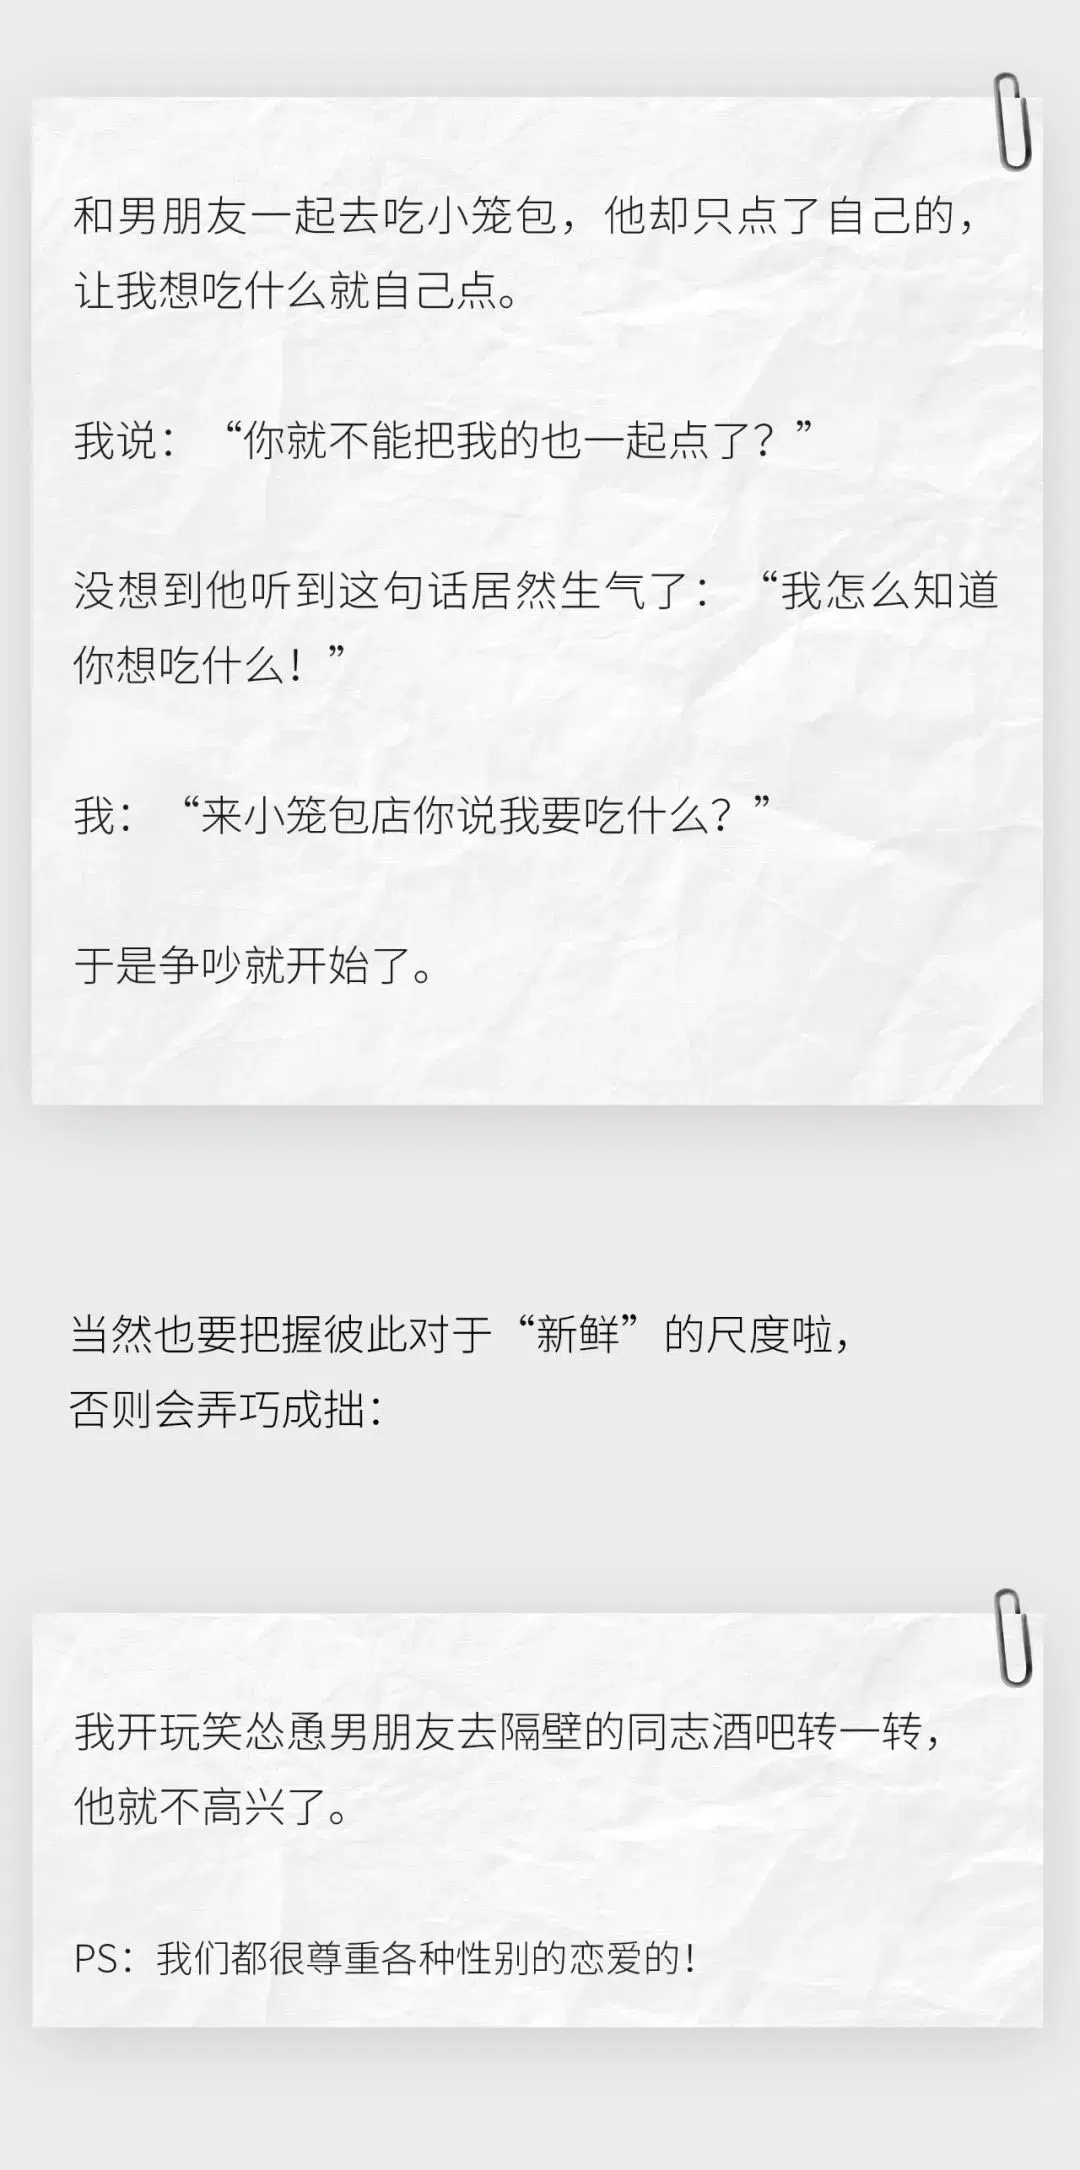 和男朋友一起去吃小笼包，他却只点了自己的，
让我想吃什么就自己点。
我说：“你就不能把我的也一起点了？”
没想到他听到这句话居然生气了：“我怎么知道
你想吃什么！”
我：“来小笼包店你说我要吃什么？”
于是争吵就开始了。
当然也要把握彼此对于“新鲜”的尺度啦，
否则会弄巧成拙：
我开玩笑怂恿男朋友去隔壁的同志酒吧转一转，
他就不高兴了。
PS：我们都很尊重各种性别的恋爱的！